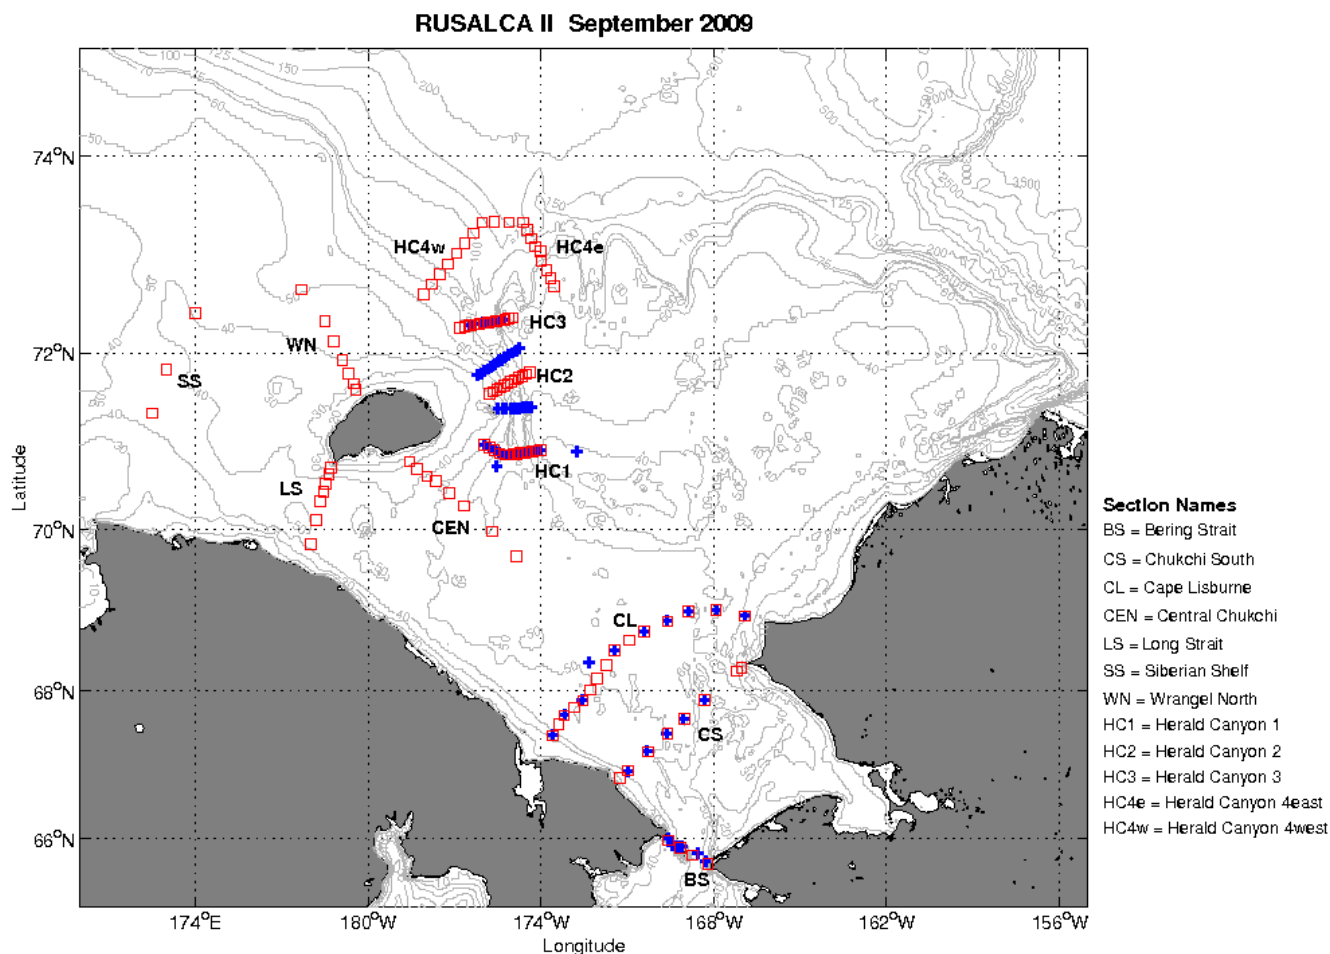 RUSALCA II September 2009
74°N
72°N
70°N
68°N
66°N
Latitude
174°E
180°W
174°W
168°W
162°W
156°W
Longitude
HC4w
HC4e
HC3
WN
SS
HC2
HC1
LS
CEN
CL
CS
BS
Section Names
BS = Bering Strait
CS = Chukchi South
CL = Cape Lisburne
CEN = Central Chukchi
LS = Long Strait
SS = Siberian Shelf
WN = Wrangel North
HC1 = Herald Canyon 1
HC2 = Herald Canyon 2
HC3 = Herald Canyon 3
HC4e = Herald Canyon 4east
HC4w = Herald Canyon 4west